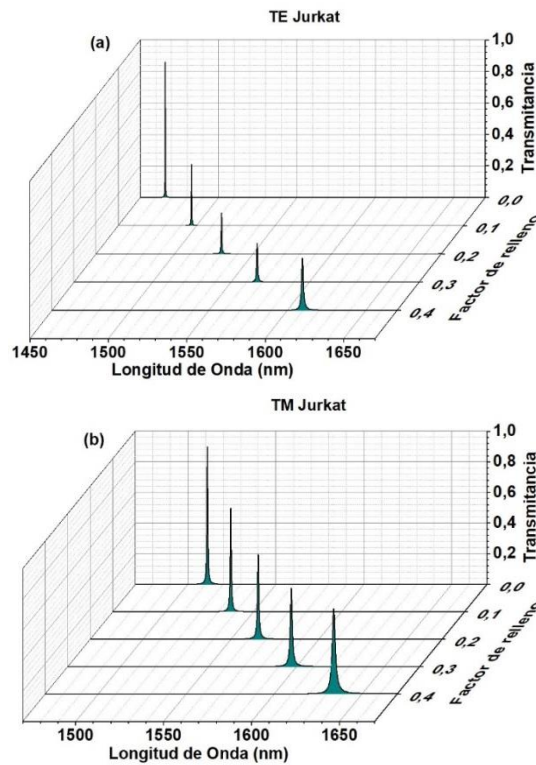 TE Jurkat
(a)
1,0
0,8
0,6
0,4
0,2
0,0
0,1
0,2
0,3
0,4
Transmitancia
Factor de relleno
1450 1500 1550 1600 1650
Longitud de Onda (nm)
TM Jurkat
(b)
1,0
0,8
0,6
0,4
0,2
0,0
0,1
0,2
0,3
0,4
Transmitancia
Factor de relleno
1500 1550 1600 1650
Longitud de Onda (nm)